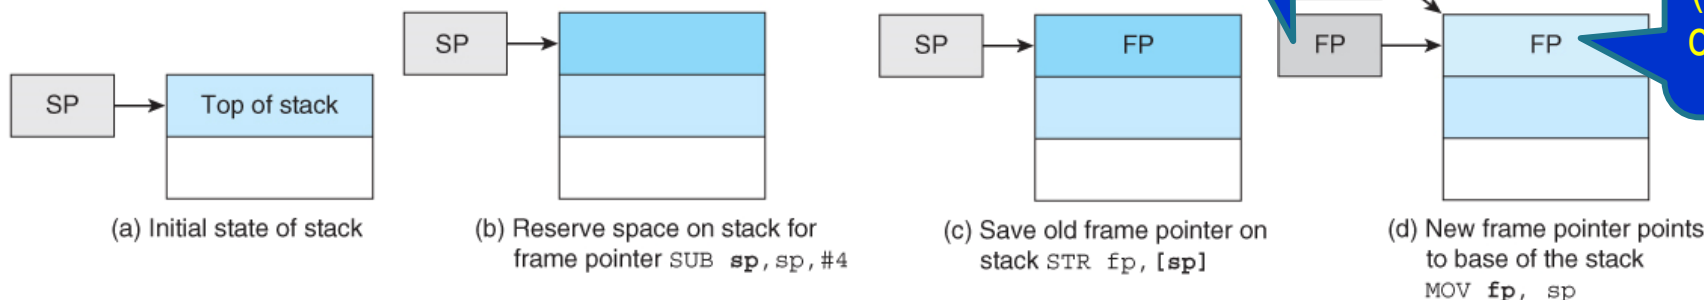 SP
Top of stack
(a) Initial state of stack
SP
(b) Reserve space on stack for
frame pointer SUB sp,sp,#4
SP
FP
(c) Save old frame pointer on
stack STR fp,[sp]
FP
FP
(d) New frame pointer points
to base of the stack
MOV fp, sp